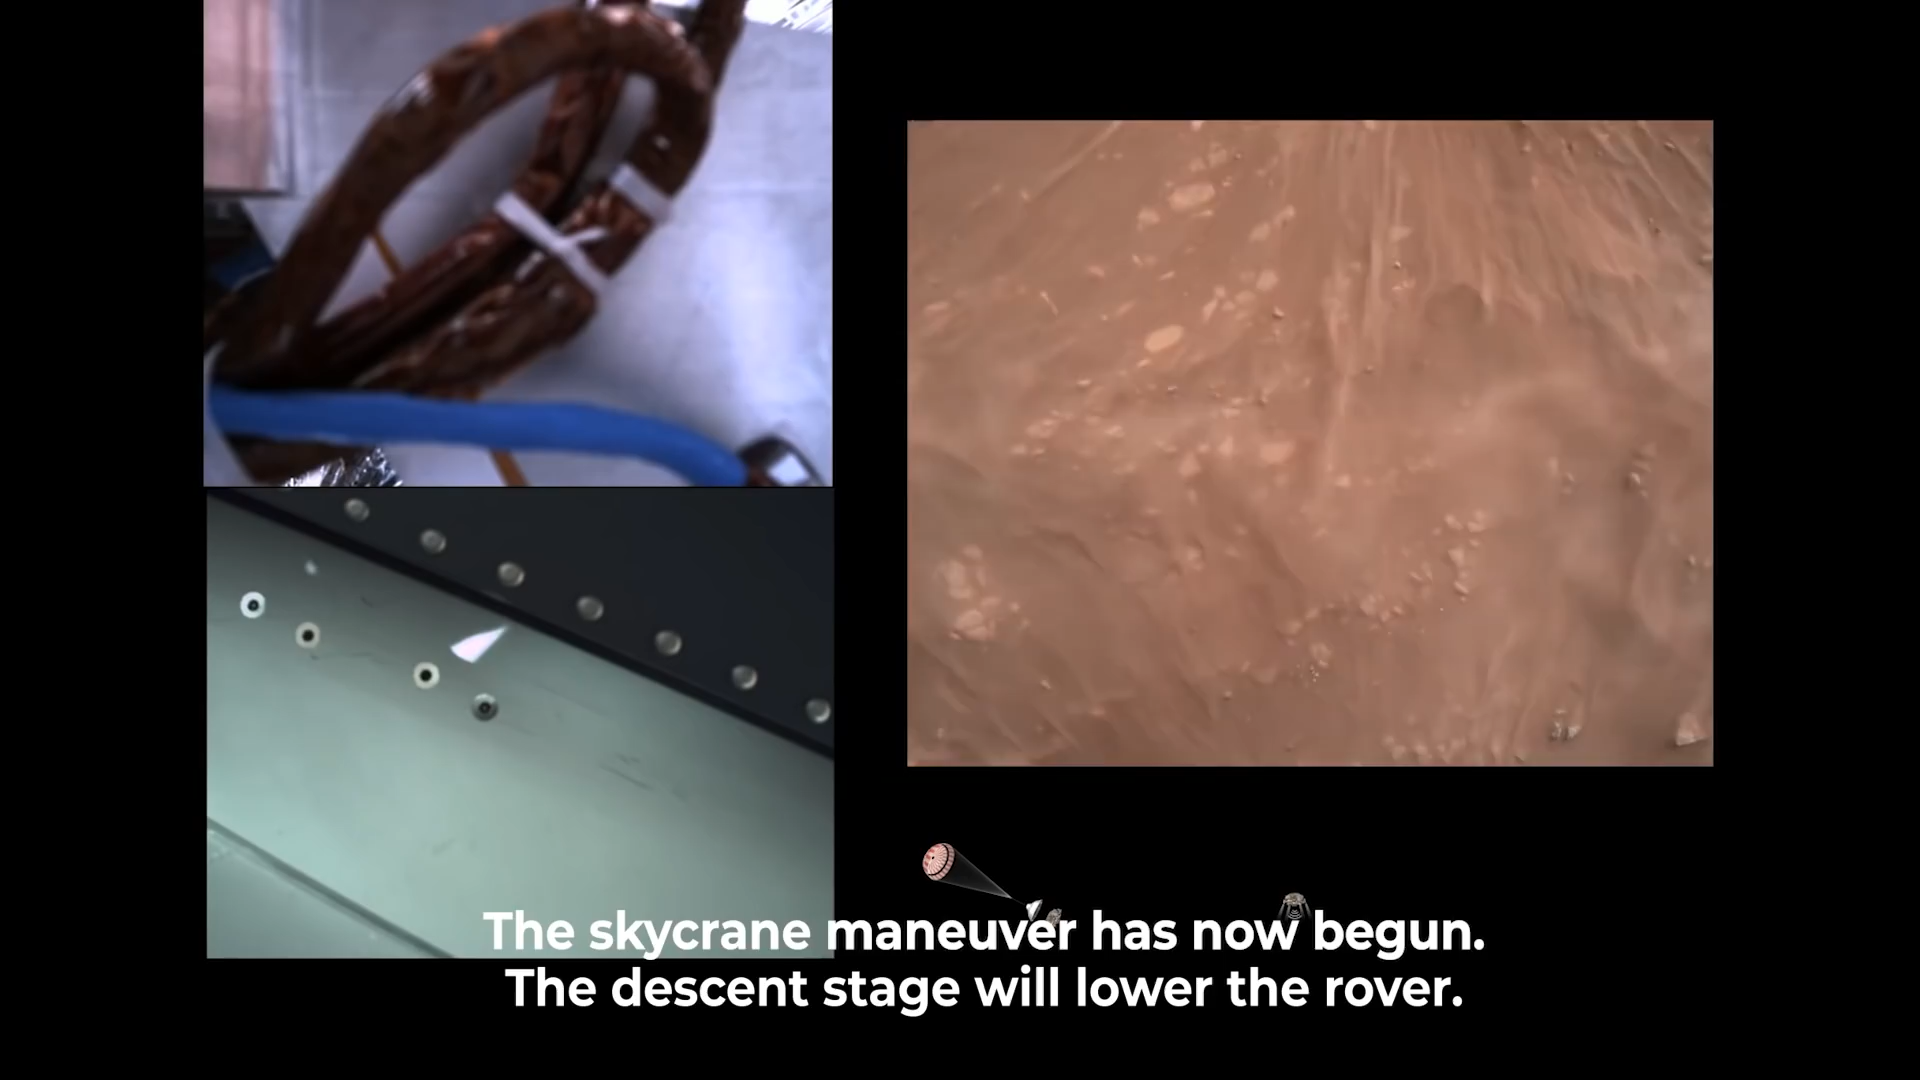 The skycrane maneuver has now begun.
The descent stage will lower the rover.